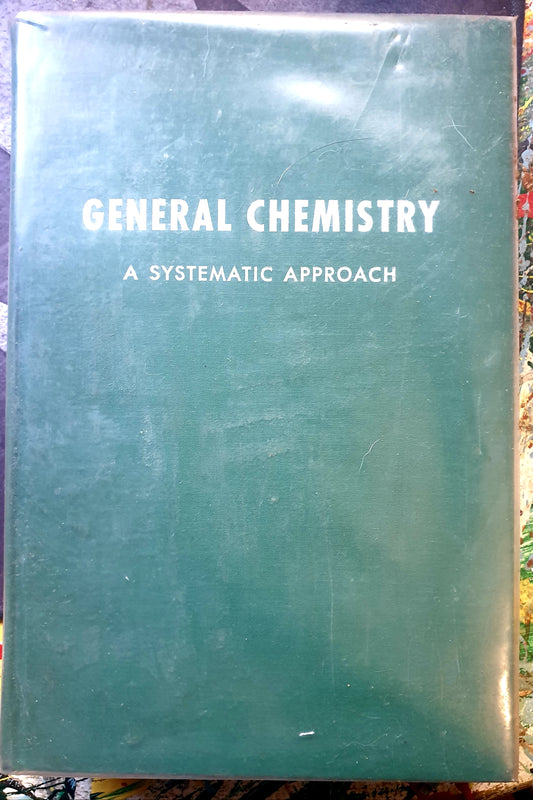 GENERAL CHEMISTRY
A SYSTEMATIC APPROACH